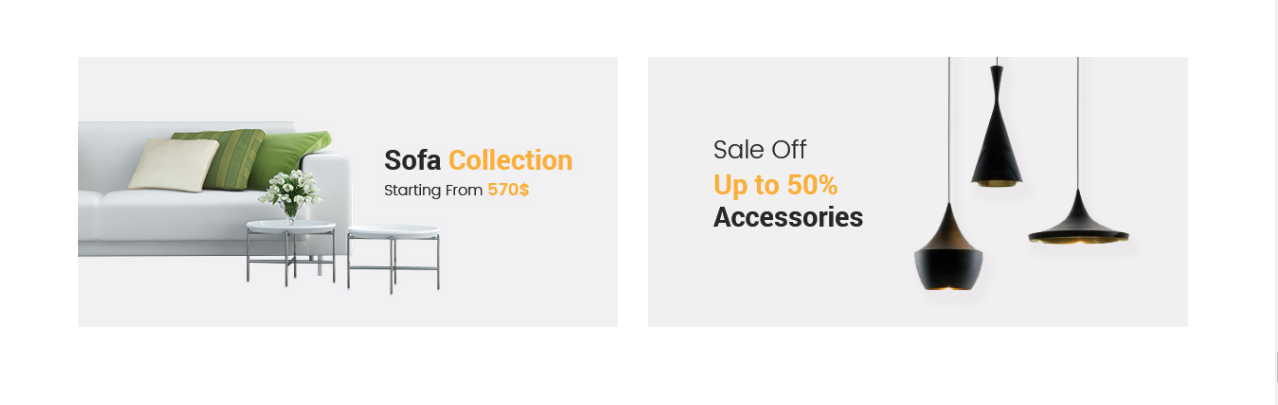 Sofa Collection
Starting From 570$
Sale Off
Up to 50%
Accessories